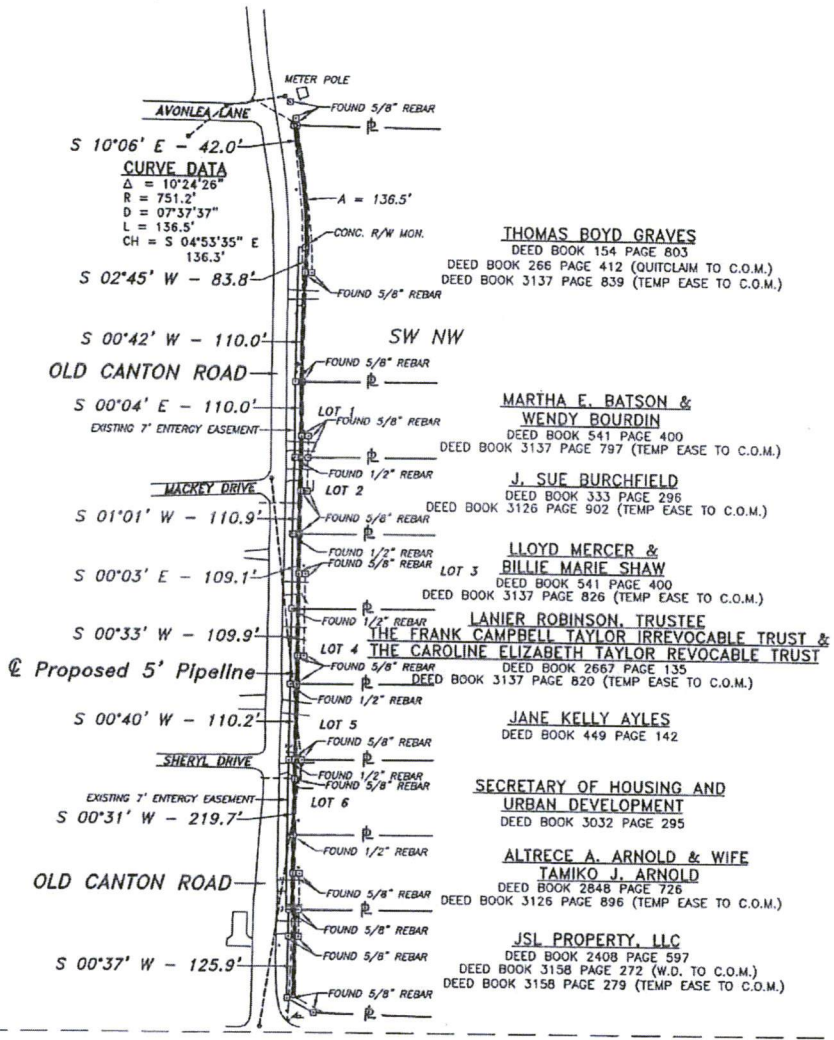 METER POLE
AVONLEA LANE
FOUND 5/8" REBAR
PL
S 10°06' E - 42.0'
CURVE DATA
Δ = 10°24'26"
R = 751.2'
D = 07°37'37"
L = 136.5'
CH = S 04°53'35" E
136.3'
A = 136.5'
CONC. R/W MON.
THOMAS BOYD GRAVES
DEED BOOK 154 PAGE 803
DEED BOOK 266 PAGE 412 (QUITCLAIM TO C.O.M.)
DEED BOOK 3137 PAGE 839 (TEMP EASE TO C.O.M.)
S 02°45' W - 83.8'
FOUND 5/8" REBAR
S 00°42' W - 110.0'
SW NW
FOUND 5/8" REBAR
OLD CANTON ROAD
PL
S 00°04' E - 110.0'
LOT 1
FOUND 5/8" REBAR
EXISTING 7' ENTERGY EASEMENT
PL
MARTHA E. BATSON &
WENDY BOURDIN
DEED BOOK 541 PAGE 400
DEED BOOK 3137 PAGE 797 (TEMP EASE TO C.O.M.)
FOUND 1/2" REBAR
MACKEY DRIVE
LOT 2
J. SUE BURCHFIELD
DEED BOOK 333 PAGE 296
DEED BOOK 3126 PAGE 902 (TEMP EASE TO C.O.M.)
S 01°01' W - 110.9'
FOUND 5/8" REBAR
PL
FOUND 1/2" REBAR
FOUND 5/8" REBAR
S 00°03' E - 109.1'
LOT 3
LLOYD MERCER &
BILLIE MARIE SHAW
DEED BOOK 541 PAGE 400
DEED BOOK 3137 PAGE 826 (TEMP EASE TO C.O.M.)
PL
FOUND 1/2" REBAR
S 00°33' W - 109.9'
LOT 4
LANIER ROBINSON, TRUSTEE
THE FRANK CAMPBELL TAYLOR IRREVOCABLE TRUST &
THE CAROLINE ELIZABETH TAYLOR REVOCABLE TRUST
DEED BOOK 2667 PAGE 135
DEED BOOK 3137 PAGE 820 (TEMP EASE TO C.O.M.)
CL Proposed 5' Pipeline
FOUND 5/8" REBAR
PL
FOUND 1/2" REBAR
S 00°40' W - 110.2'
LOT 5
JANE KELLY AYLES
DEED BOOK 449 PAGE 142
FOUND 5/8" REBAR
SHERYL DRIVE
PL
FOUND 1/2" REBAR
FOUND 5/8" REBAR
EXISTING 7' ENTERGY EASEMENT
LOT 6
SECRETARY OF HOUSING AND
URBAN DEVELOPMENT
DEED BOOK 3032 PAGE 295
S 00°31' W - 219.7'
PL
FOUND 1/2" REBAR
OLD CANTON ROAD
FOUND 5/8" REBAR
ALTRECE A. ARNOLD & WIFE
TAMIKO J. ARNOLD
DEED BOOK 2848 PAGE 726
DEED BOOK 3126 PAGE 896 (TEMP EASE TO C.O.M.)
PL
FOUND 5/8" REBAR
FOUND 5/8" REBAR
S 00°37' W - 125.9'
JSL PROPERTY, LLC
DEED BOOK 2408 PAGE 597
DEED BOOK 3158 PAGE 272 (W.D. TO C.O.M.)
DEED BOOK 3158 PAGE 279 (TEMP EASE TO C.O.M.)
FOUND 5/8" REBAR
PL